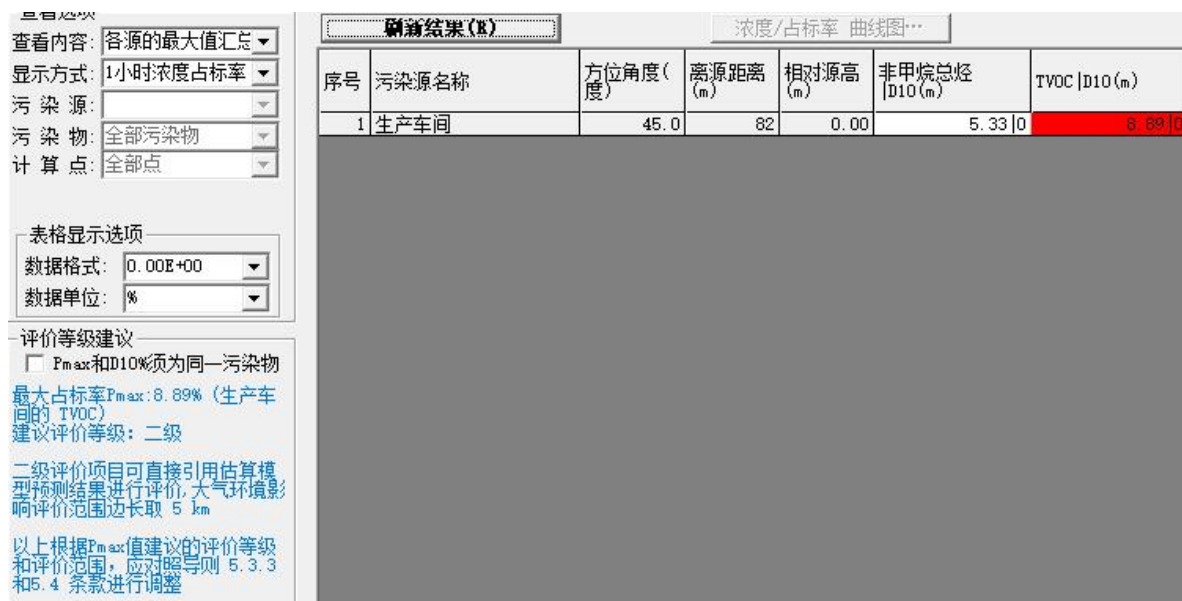 查看选项
查看内容: 各源的最大值汇总
显示方式: 1小时浓度占标率
污 染 源:
污 染 物: 全部污染物
计 算 点: 全部点
表格显示选项
数据格式: 0.00E+00
数据单位: %
评价等级建议
Pmax和D10%须为同一污染物
最大占标率Pmax:8.89% (生产车
间的 TVOC)
建议评价等级: 二级
二级评价项目可直接引用估算模
型预测结果进行评价,大气环境影
响评价范围边长取 5 km
以上根据Pmax值建议的评价等级
和评价范围,应对照导则 5.3.3
和5.4 条款进行调整
刷新结果(R)
浓度/占标率 曲线图…
序号 污染源名称 方位角度(度) 离源距离(m) 相对源高(m) 非甲烷总烃|D10(m) TVOC|D10(m)
1 生产车间 45.0 82 0.00 5.33|0 8.89|0